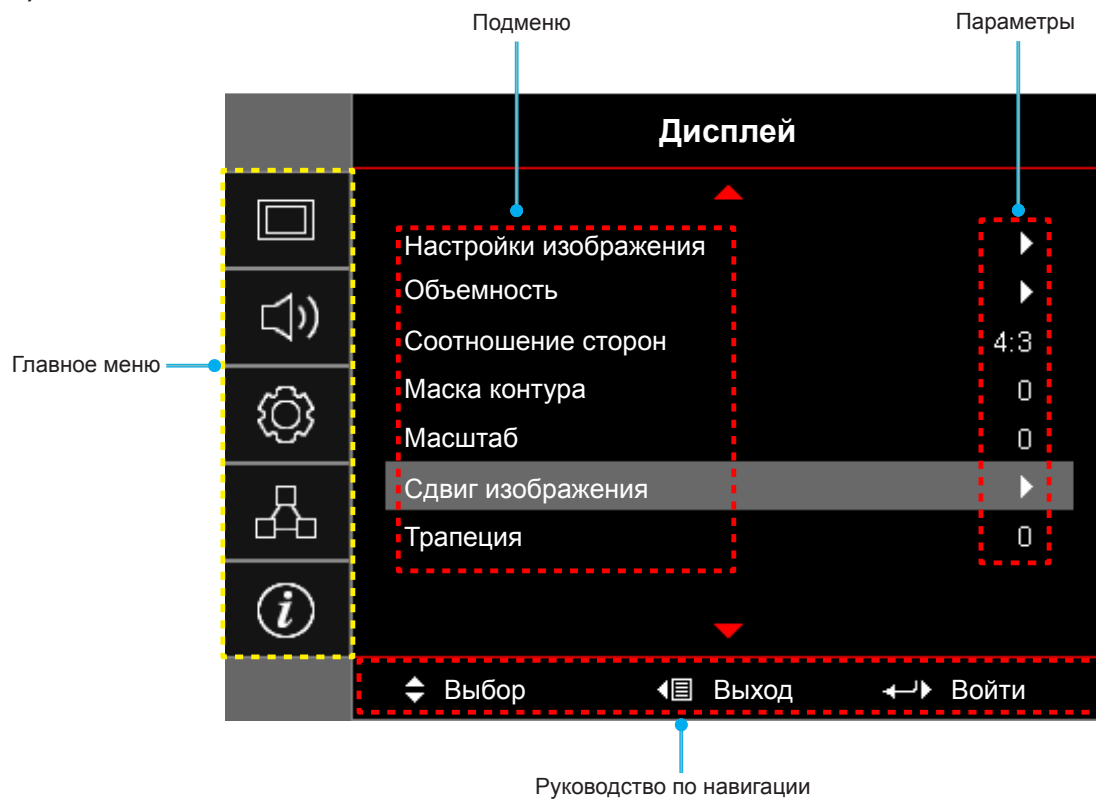 Подменю
Параметры
Дисплей
Настройки изображения
Объемность
Соотношение сторон 4:3
Маска контура 0
Масштаб 0
Сдвиг изображения
Трапеция 0
Главное меню
i
Выбор Выход Войти
Руководство по навигации